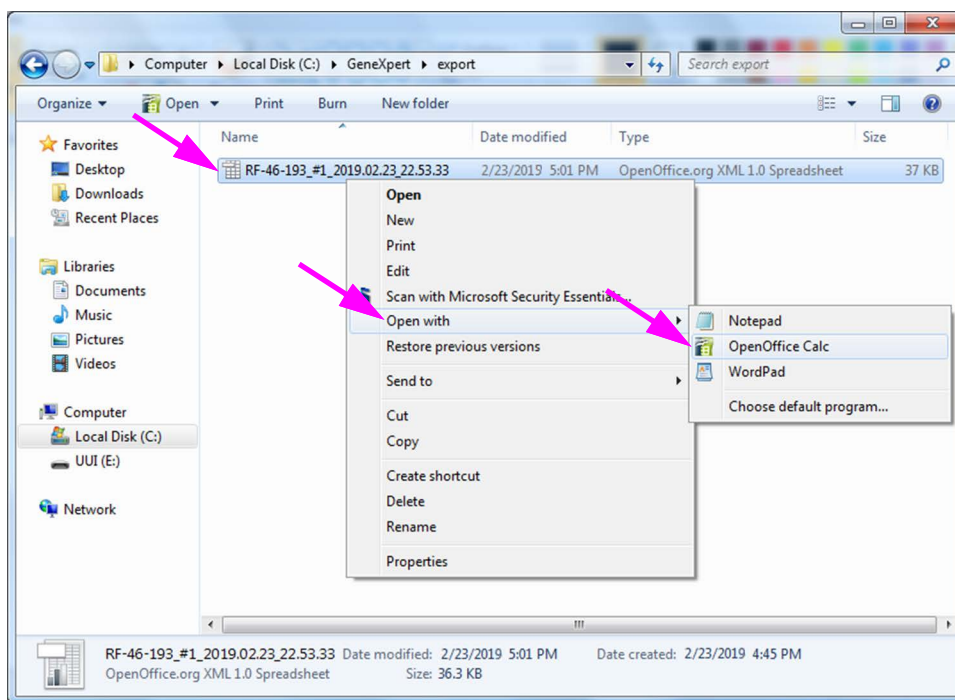 Computer Local Disk (C:) GeneXpert export
Search export
Organize Open Print Burn New folder
Favorites
Desktop
Downloads
Recent Places
Libraries
Documents
Music
Pictures
Videos
Computer
Local Disk (C:)
UUI (E:)
Network
Name Date modified Type Size
RF-46-193_#1_2019.02.23_22.53.33 2/23/2019 5:01 PM OpenOffice.org XML 1.0 Spreadsheet 37 KB
Open
New
Print
Edit
Scan with Microsoft Security Essentials...
Open with
Restore previous versions
Send to
Cut
Copy
Create shortcut
Delete
Rename
Properties
Notepad
OpenOffice Calc
WordPad
Choose default program...
RF-46-193_#1_2019.02.23_22.53.33 Date modified: 2/23/2019 5:01 PM Date created: 2/23/2019 4:45 PM
OpenOffice.org XML 1.0 Spreadsheet Size: 36.3 KB